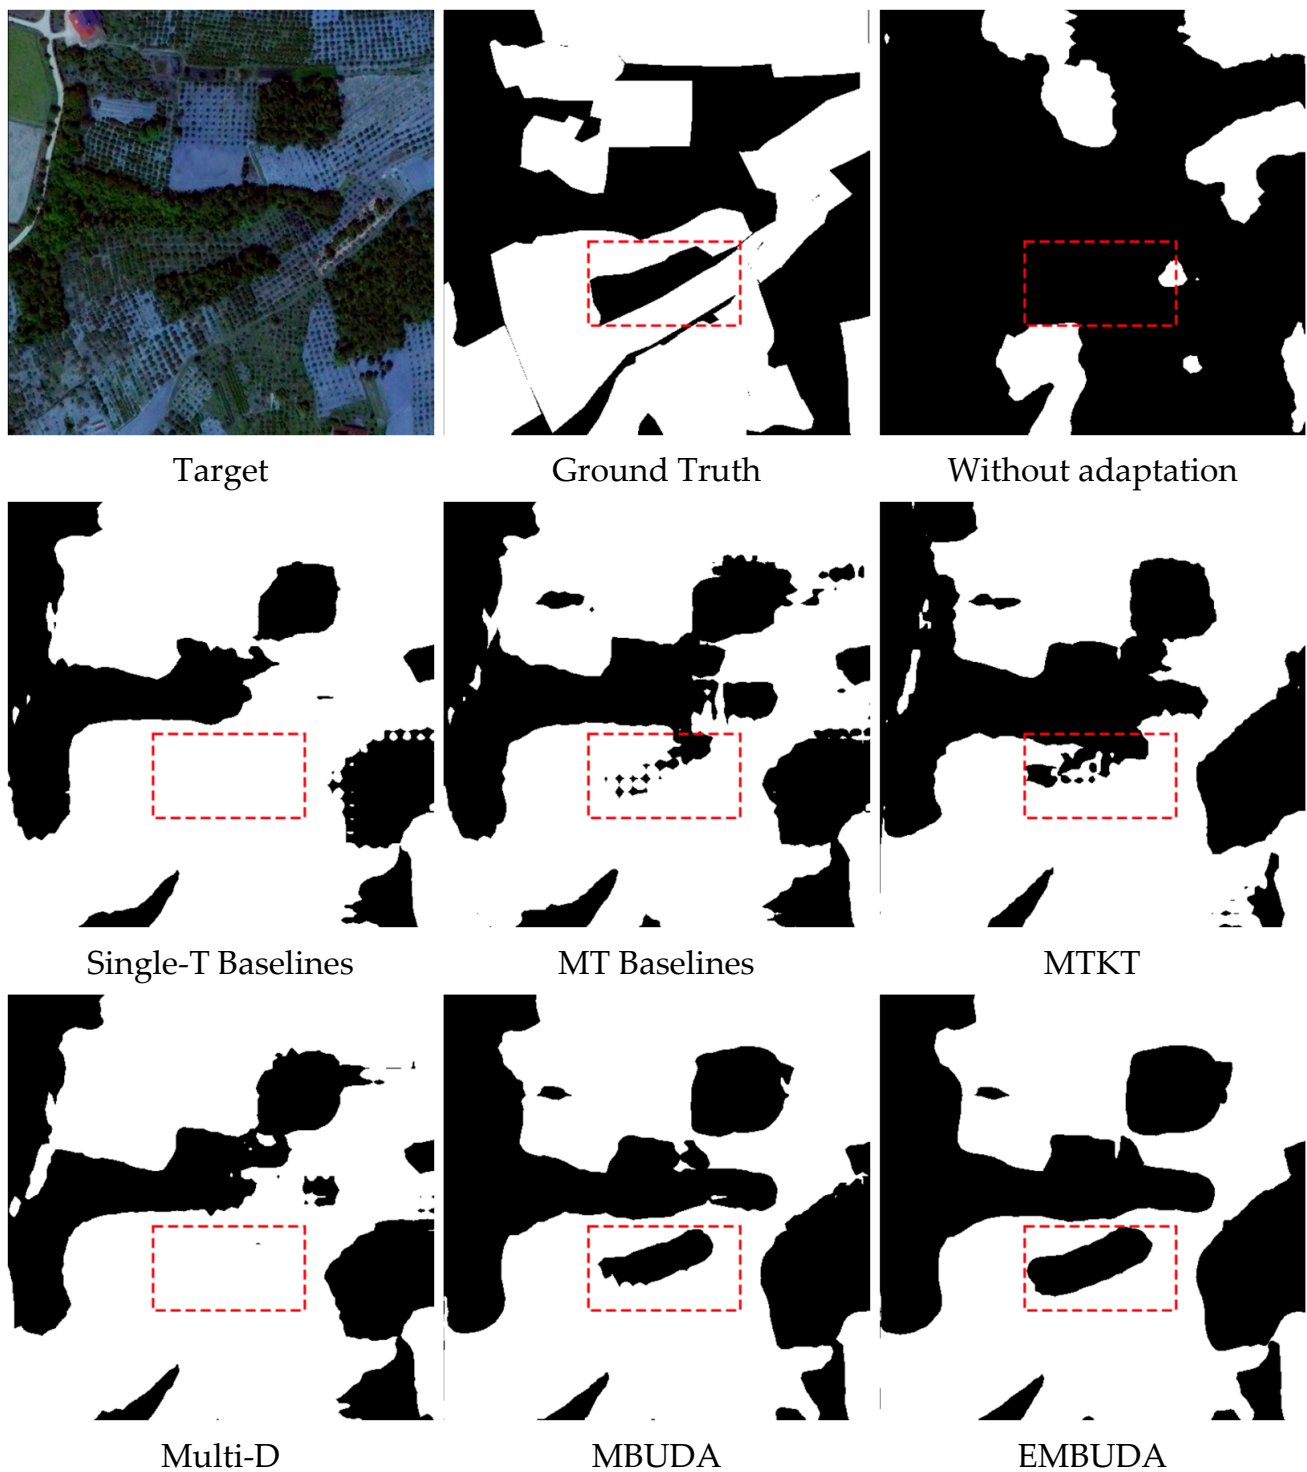 Target
Ground Truth
Without adaptation
Single-T Baselines
MT Baselines
MTKT
Multi-D
MBUDA
EMBUDA